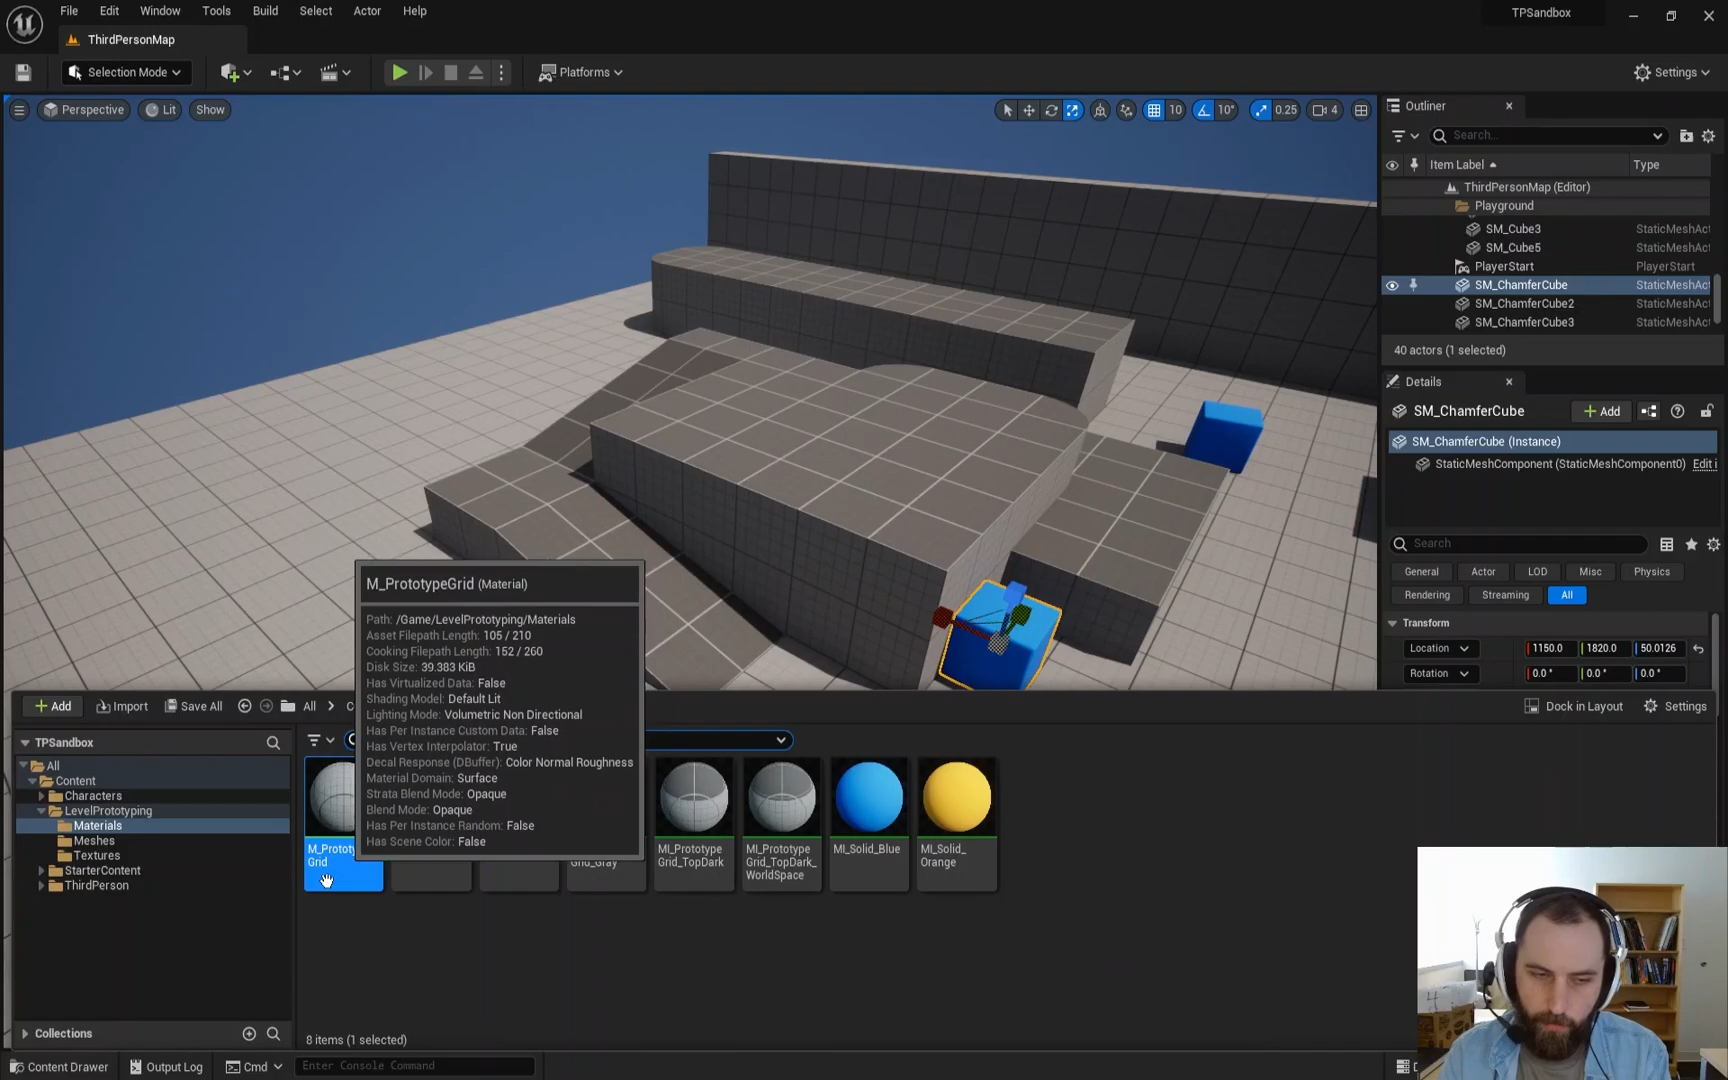 File Edit Window Tools Build Select Actor Help
TPSandbox
ThirdPersonMap
Selection Mode
Platforms
Settings
Perspective Lit Show
10 10° 0.25 4
Outliner
Search...
Item Label Type
ThirdPersonMap (Editor)
Playground
SM_Cube3 StaticMeshAct
SM_Cube5 StaticMeshAct
PlayerStart PlayerStart
SM_ChamferCube StaticMeshAct
SM_ChamferCube2 StaticMeshAct
SM_ChamferCube3 StaticMeshAct
40 actors (1 selected)
Details
SM_ChamferCube
Add
SM_ChamferCube (Instance)
StaticMeshComponent (StaticMeshComponent0) Edit i
Search
General Actor LOD Misc Physics
Rendering Streaming All
Transform
Location 1150.0 1820.0 50.0126
Rotation 0.0 ° 0.0 ° 0.0 °
M_PrototypeGrid (Material)
Path: /Game/LevelPrototyping/Materials
Asset Filepath Length: 105 / 210
Cooking Filepath Length: 152 / 260
Disk Size: 39.383 KiB
Has Virtualized Data: False
Shading Model: Default Lit
Lighting Mode: Volumetric Non Directional
Has Per Instance Custom Data: False
Has Vertex Interpolator: True
Decal Response (DBuffer): Color Normal Roughness
Material Domain: Surface
Strata Blend Mode: Opaque
Blend Mode: Opaque
Has Per Instance Random: False
Has Scene Color: False
Add Import Save All All
Dock in Layout Settings
TPSandbox
All
Content
Characters
LevelPrototyping
Materials
Meshes
Textures
StarterContent
ThirdPerson
Collections
M_Prototy
Grid
Grid_Gray
MI_Prototype
Grid_TopDark
MI_Prototype
Grid_TopDark_
WorldSpace
MI_Solid_Blue
MI_Solid_
Orange
8 items (1 selected)
Content Drawer Output Log Cmd Enter Console Command